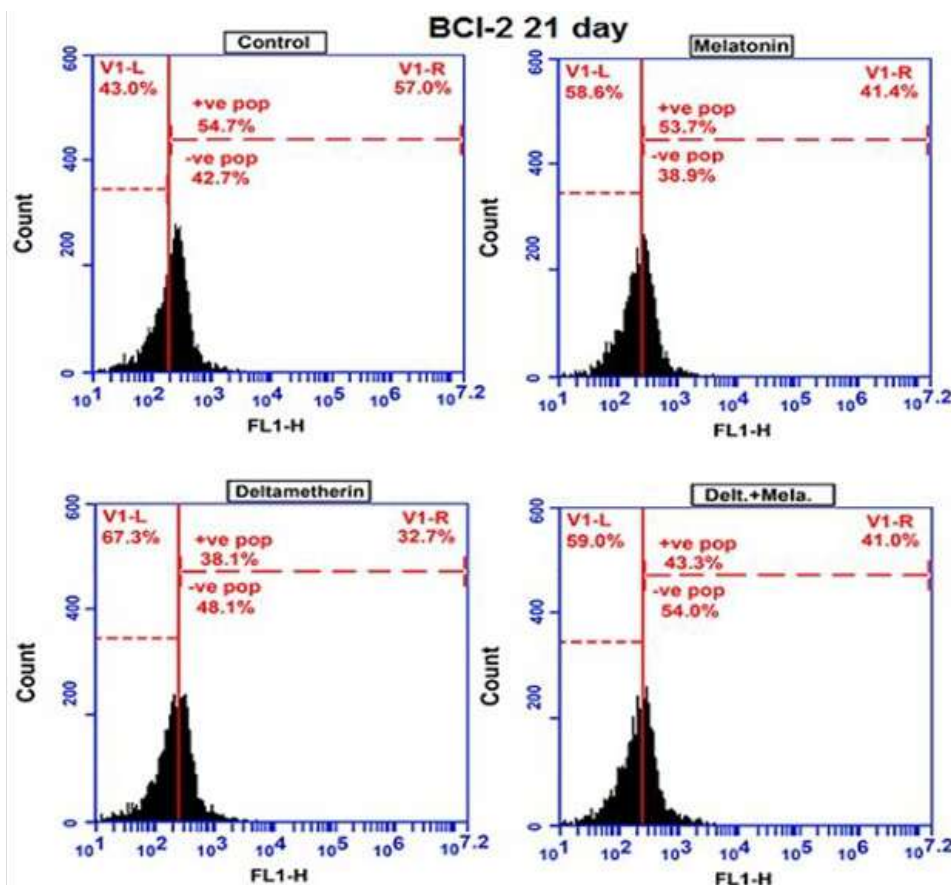 BCI-2 21 day
Control
600
400
200
0
Count
V1-L
43.0%
V1-R
57.0%
+ve pop
54.7%
-ve pop
42.7%
10^1 10^2 10^3 10^4 10^5 10^6 10^7.2
FL1-H
Melatonin
600
400
200
0
Count
V1-L
58.6%
V1-R
41.4%
+ve pop
53.7%
-ve pop
38.9%
10^1 10^2 10^3 10^4 10^5 10^6 10^7.2
FL1-H
Deltametherin
600
400
200
0
Count
V1-L
67.3%
V1-R
32.7%
+ve pop
38.1%
-ve pop
48.1%
10^1 10^2 10^3 10^4 10^5 10^6 10^7.2
FL1-H
Delt.+Mela.
600
400
200
0
Count
V1-L
59.0%
V1-R
41.0%
+ve pop
43.3%
-ve pop
54.0%
10^1 10^2 10^3 10^4 10^5 10^6 10^7.2
FL1-H